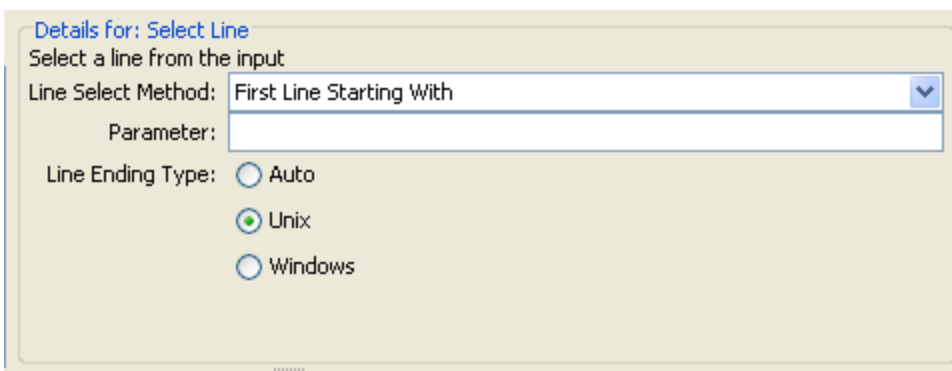 Details for: Select Line
Select a line from the input
Line Select Method: First Line Starting With
Parameter:
Line Ending Type: Auto
Unix
Windows